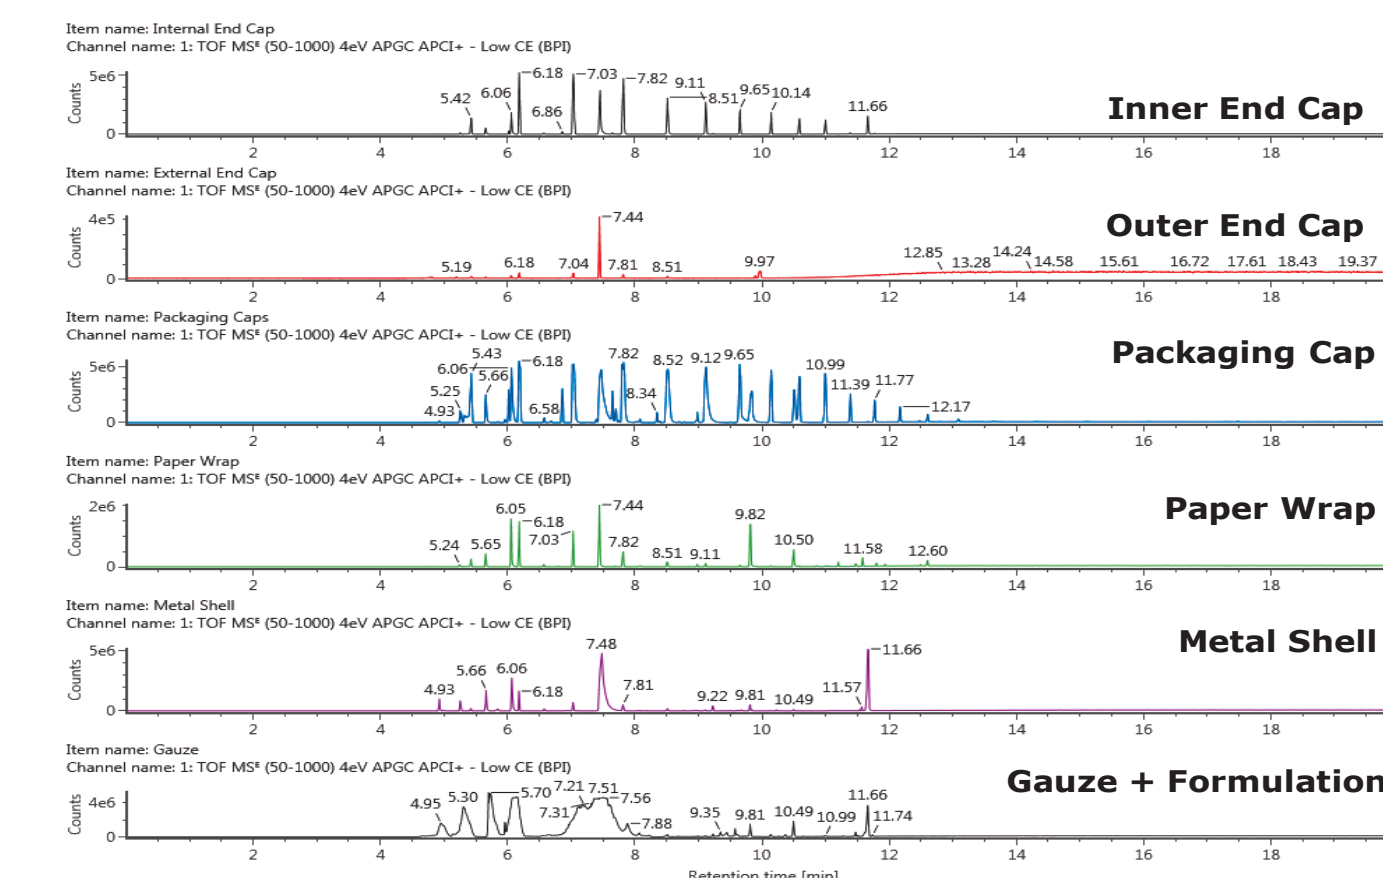 Item name: Internal End Cap
Channel name: 1: TOF MSᴱ (50-1000) 4eV APGC APCI+ - Low CE (BPI)
5e6
Counts
0
5.42 6.06 6.18 6.86 7.03 7.82 9.11 8.51 9.65 10.14 11.66
Inner End Cap
2 4 6 8 10 12 14 16 18
Item name: External End Cap
Channel name: 1: TOF MSᴱ (50-1000) 4eV APGC APCI+ - Low CE (BPI)
4e5
Counts
0
5.19 6.18 7.04 7.44 7.81 8.51 9.97 12.85 13.28 14.24 14.58 15.61 16.72 17.61 18.43 19.37
Outer End Cap
2 4 6 8 10 12 14 16 18
Item name: Packaging Caps
Channel name: 1: TOF MSᴱ (50-1000) 4eV APGC APCI+ - Low CE (BPI)
5e6
Counts
0
4.93 5.25 6.06 5.43 5.66 6.18 6.58 7.82 8.34 8.52 9.12 9.65 10.99 11.39 11.77 12.17
Packaging Cap
2 4 6 8 10 12 14 16 18
Item name: Paper Wrap
Channel name: 1: TOF MSᴱ (50-1000) 4eV APGC APCI+ - Low CE (BPI)
2e6
Counts
0
5.24 5.65 6.05 6.18 7.03 7.44 7.82 8.51 9.11 9.82 10.50 11.58 12.60
Paper Wrap
2 4 6 8 10 12 14 16 18
Item name: Metal Shell
Channel name: 1: TOF MSᴱ (50-1000) 4eV APGC APCI+ - Low CE (BPI)
5e6
Counts
0
4.93 5.66 6.06 6.18 7.48 7.81 9.22 9.81 10.49 11.57 11.66
Metal Shell
2 4 6 8 10 12 14 16 18
Item name: Gauze
Channel name: 1: TOF MSᴱ (50-1000) 4eV APGC APCI+ - Low CE (BPI)
4e6
Counts
0
4.95 5.30 5.70 7.21 7.31 7.51 7.56 7.88 9.35 9.81 10.49 10.99 11.66 11.74
Gauze + Formulation
2 4 6 8 10 12 14 16 18
Retention time [min]